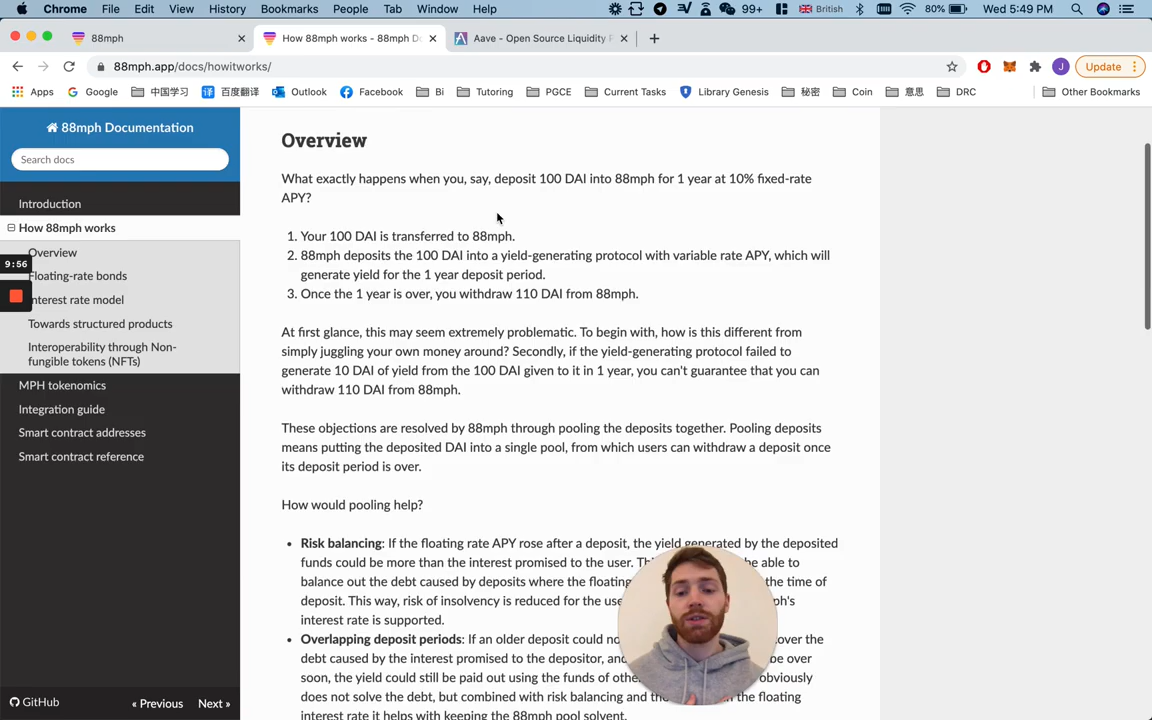 Chrome File Edit View History Bookmarks People Tab Window Help 99+ British 80% Wed 5:49 PM
88mph
How 88mph works - 88mph D
Aave - Open Source Liquidity P
88mph.app/docs/howitworks/
J
Update
Apps Google 中国学习 译 百度翻译 Outlook Facebook Bi Tutoring PGCE Current Tasks Library Genesis 秘密 Coin 意思 DRC Other Bookmarks
88mph Documentation
Search docs
Introduction
How 88mph works
Overview
9:56
Floating-rate bonds
Interest rate model
Towards structured products
Interoperability through Non-
fungible tokens (NFTs)
MPH tokenomics
Integration guide
Smart contract addresses
Smart contract reference
GitHub
« Previous Next »
Overview
What exactly happens when you, say, deposit 100 DAI into 88mph for 1 year at 10% fixed-rate
APY?
1. Your 100 DAI is transferred to 88mph.
2. 88mph deposits the 100 DAI into a yield-generating protocol with variable rate APY, which will
generate yield for the 1 year deposit period.
3. Once the 1 year is over, you withdraw 110 DAI from 88mph.
At first glance, this may seem extremely problematic. To begin with, how is this different from
simply juggling your own money around? Secondly, if the yield-generating protocol failed to
generate 10 DAI of yield from the 100 DAI given to it in 1 year, you can't guarantee that you can
withdraw 110 DAI from 88mph.
These objections are resolved by 88mph through pooling the deposits together. Pooling deposits
means putting the deposited DAI into a single pool, from which users can withdraw a deposit once
its deposit period is over.
How would pooling help?
• Risk balancing: If the floating rate APY rose after a deposit, the yield generated by the deposited
funds could be more than the interest promised to the user. be able to
balance out the debt caused by deposits where the floating the time of
deposit. This way, risk of insolvency is reduced for the
interest rate is supported.
• Overlapping deposit periods: If an older deposit could over the
debt caused by the interest promised to the depositor, be over
soon, the yield could still be paid out using the funds of obviously
does not solve the debt, but combined with risk balancing and the floating
interest rate it helps with keeping the 88mph pool solvent.